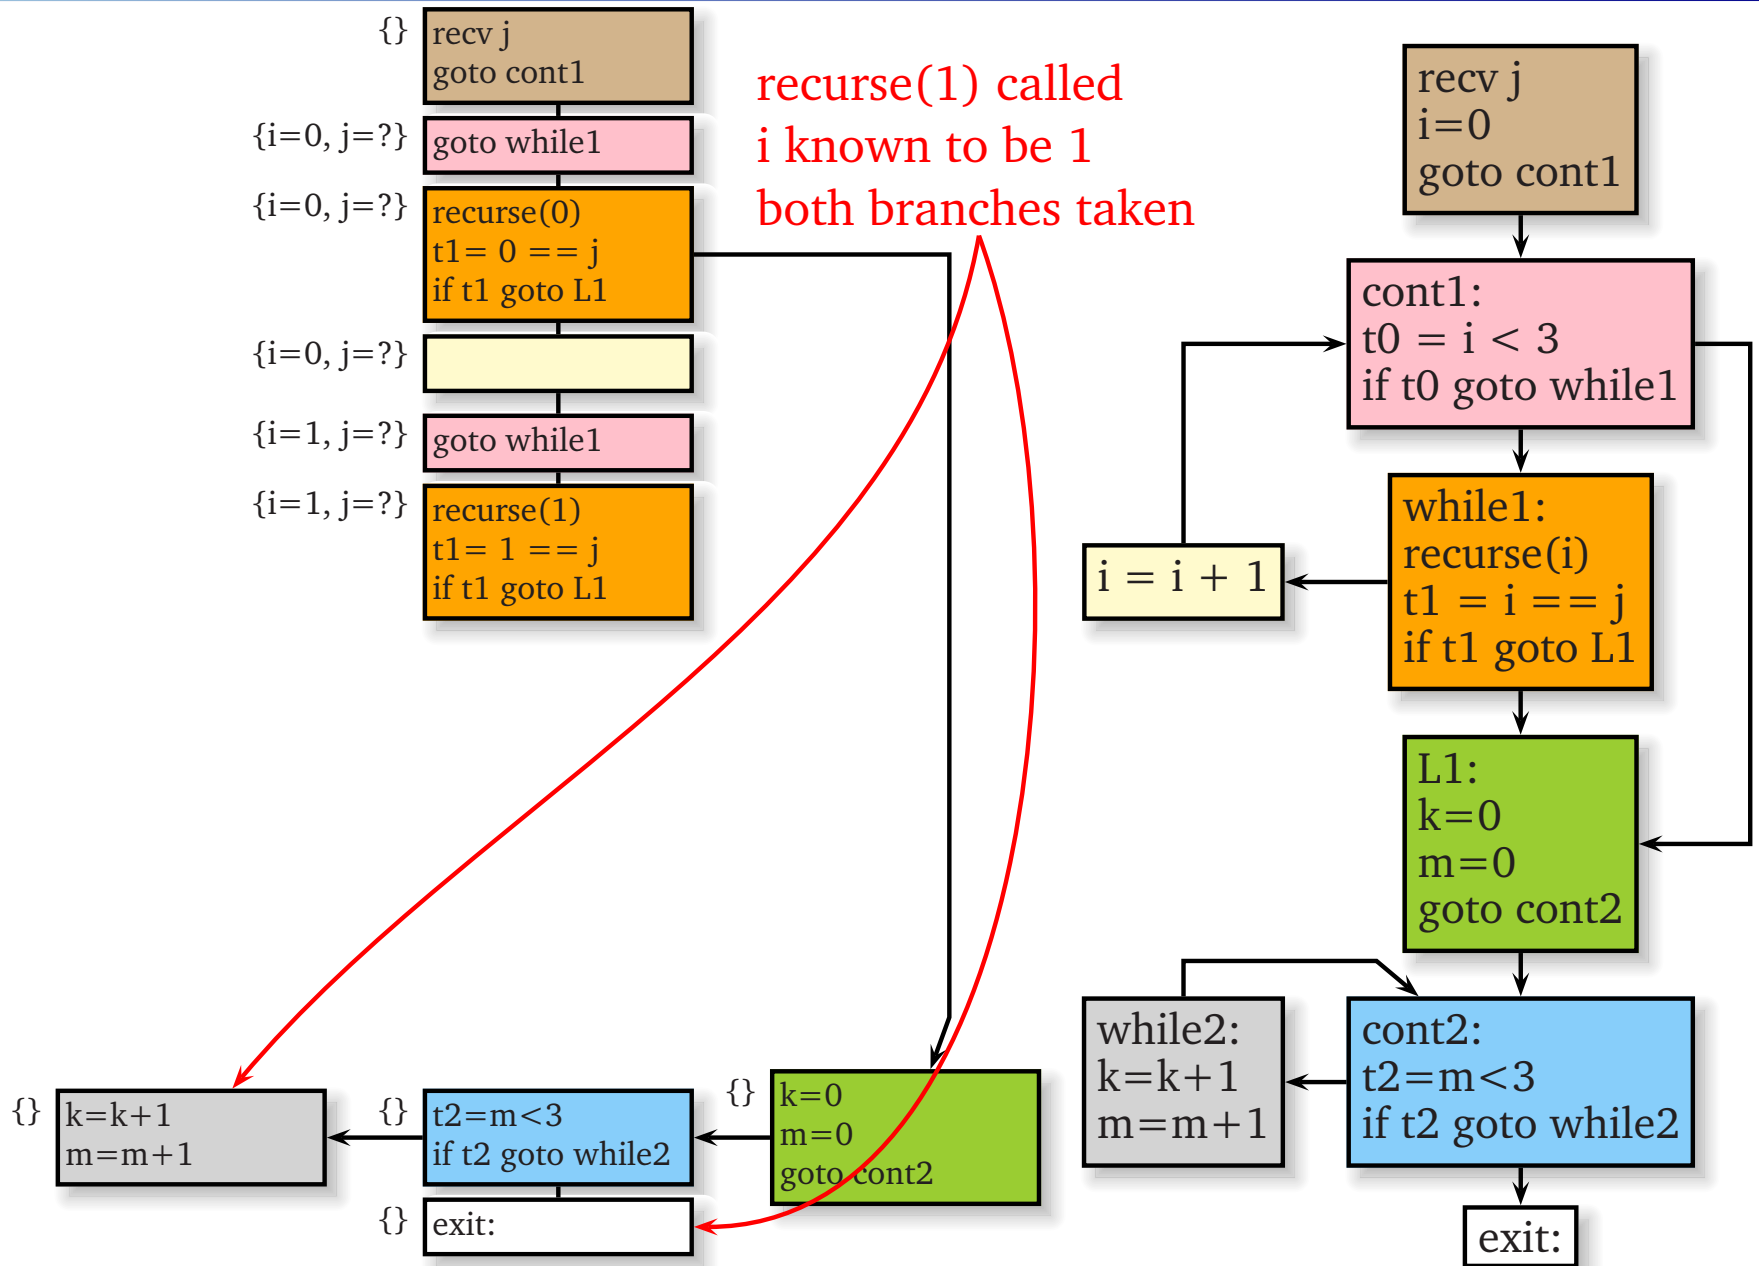 {}
recv j
goto cont1
{i=0, j=?}
goto while1
{i=0, j=?}
recurse(0)
t1= 0 == j
if t1 goto L1
{i=0, j=?}
{i=1, j=?}
goto while1
{i=1, j=?}
recurse(1)
t1= 1 == j
if t1 goto L1
recurse(1) called
i known to be 1
both branches taken
{}
k=k+1
m=m+1
{}
t2=m<3
if t2 goto while2
{}
k=0
m=0
goto cont2
{}
exit:
recv j
i=0
goto cont1
cont1:
t0 = i < 3
if t0 goto while1
while1:
recurse(i)
t1 = i == j
if t1 goto L1
i = i + 1
L1:
k=0
m=0
goto cont2
while2:
k=k+1
m=m+1
cont2:
t2=m<3
if t2 goto while2
exit: